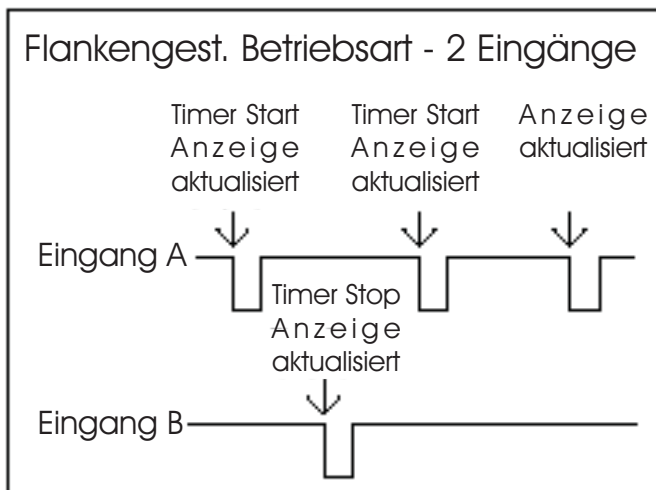 Flankengest. Betriebsart - 2 Eingänge
Timer Start
Anzeige
aktualisiert
Timer Start
Anzeige
aktualisiert
Anzeige
aktualisiert
Eingang A
Timer Stop
Anzeige
aktualisiert
Eingang B